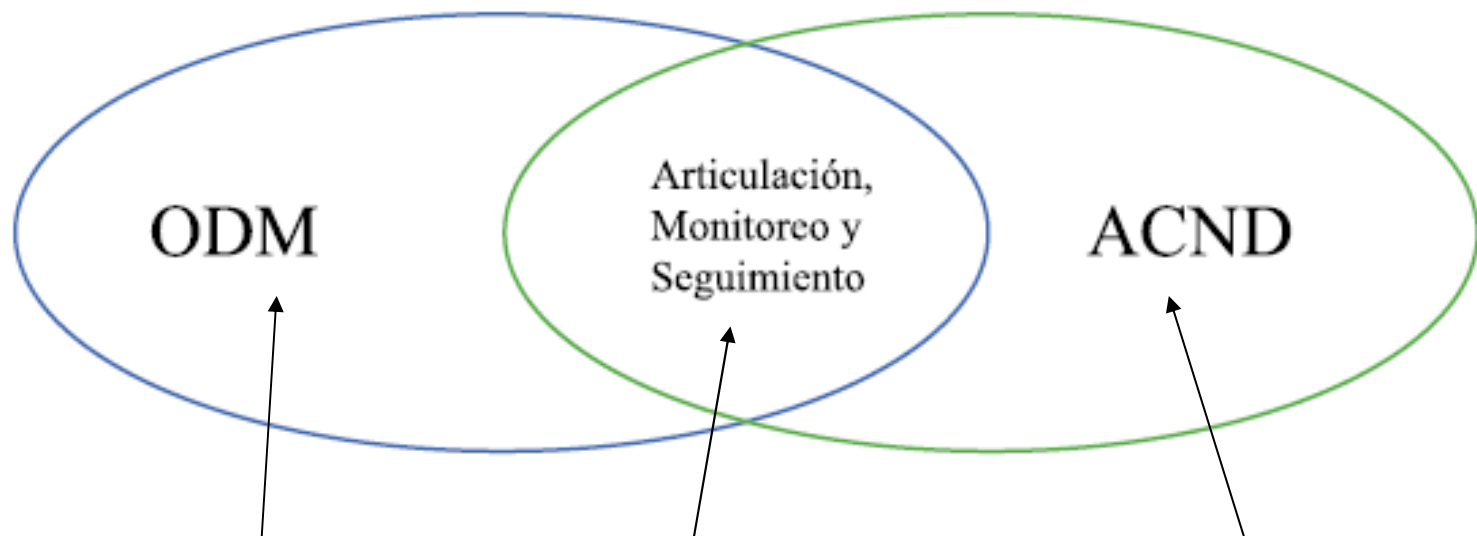 ODM
Articulación,
Monitoreo y
Seguimiento
ACND